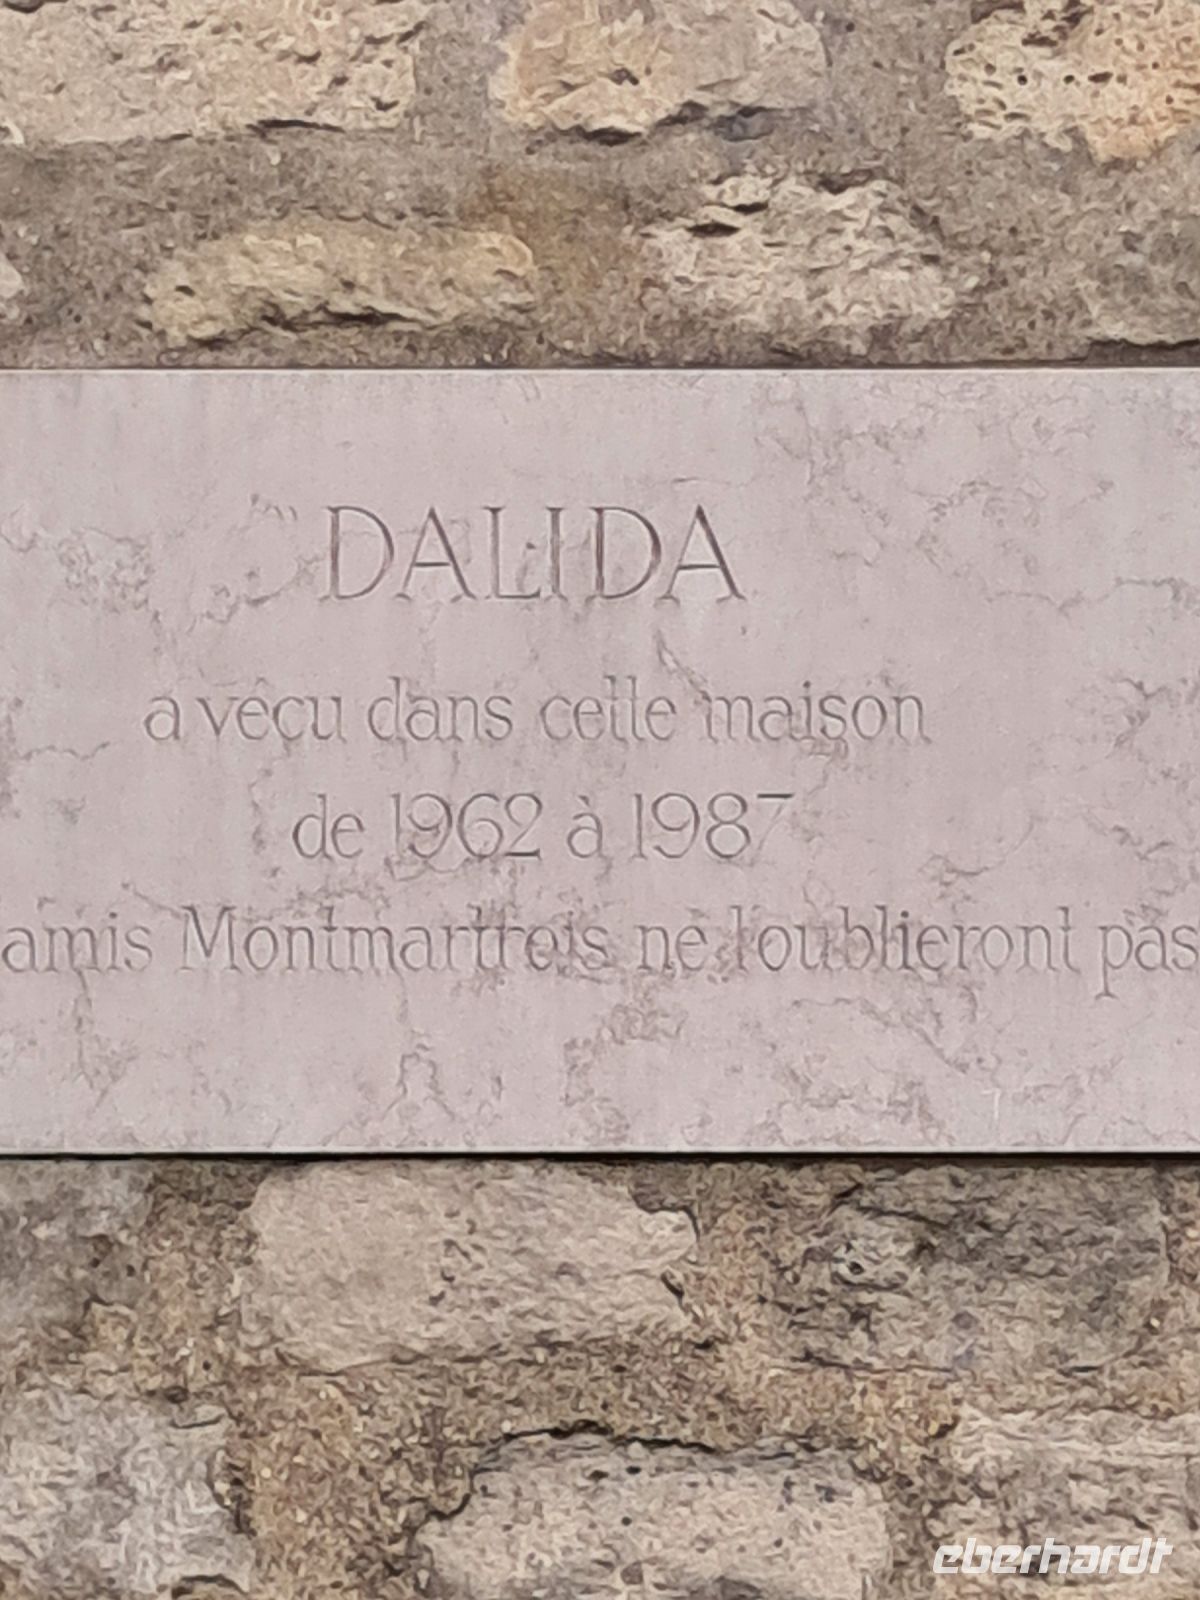 DALIDA
a vécu dans cette maison
de 1962 à 1987
amis Montmartrois ne l'oublieront pas
eberhardt